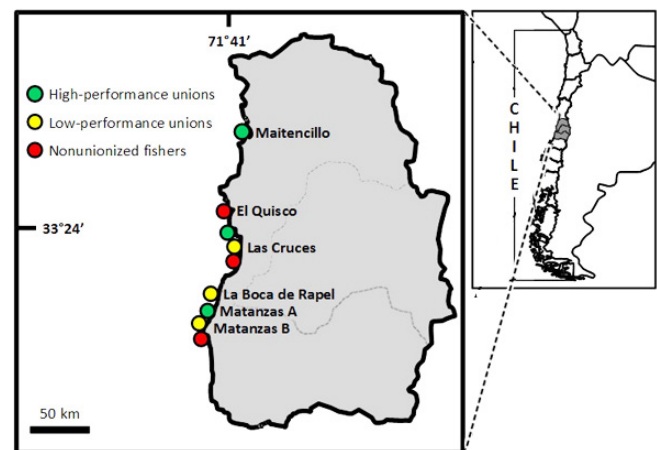 71°41'
High-performance unions
Low-performance unions
Nonunionized fishers
Maitencillo
El Quisco
33°24'
Las Cruces
La Boca de Rapel
Matanzas A
Matanzas B
50 km
CHILE